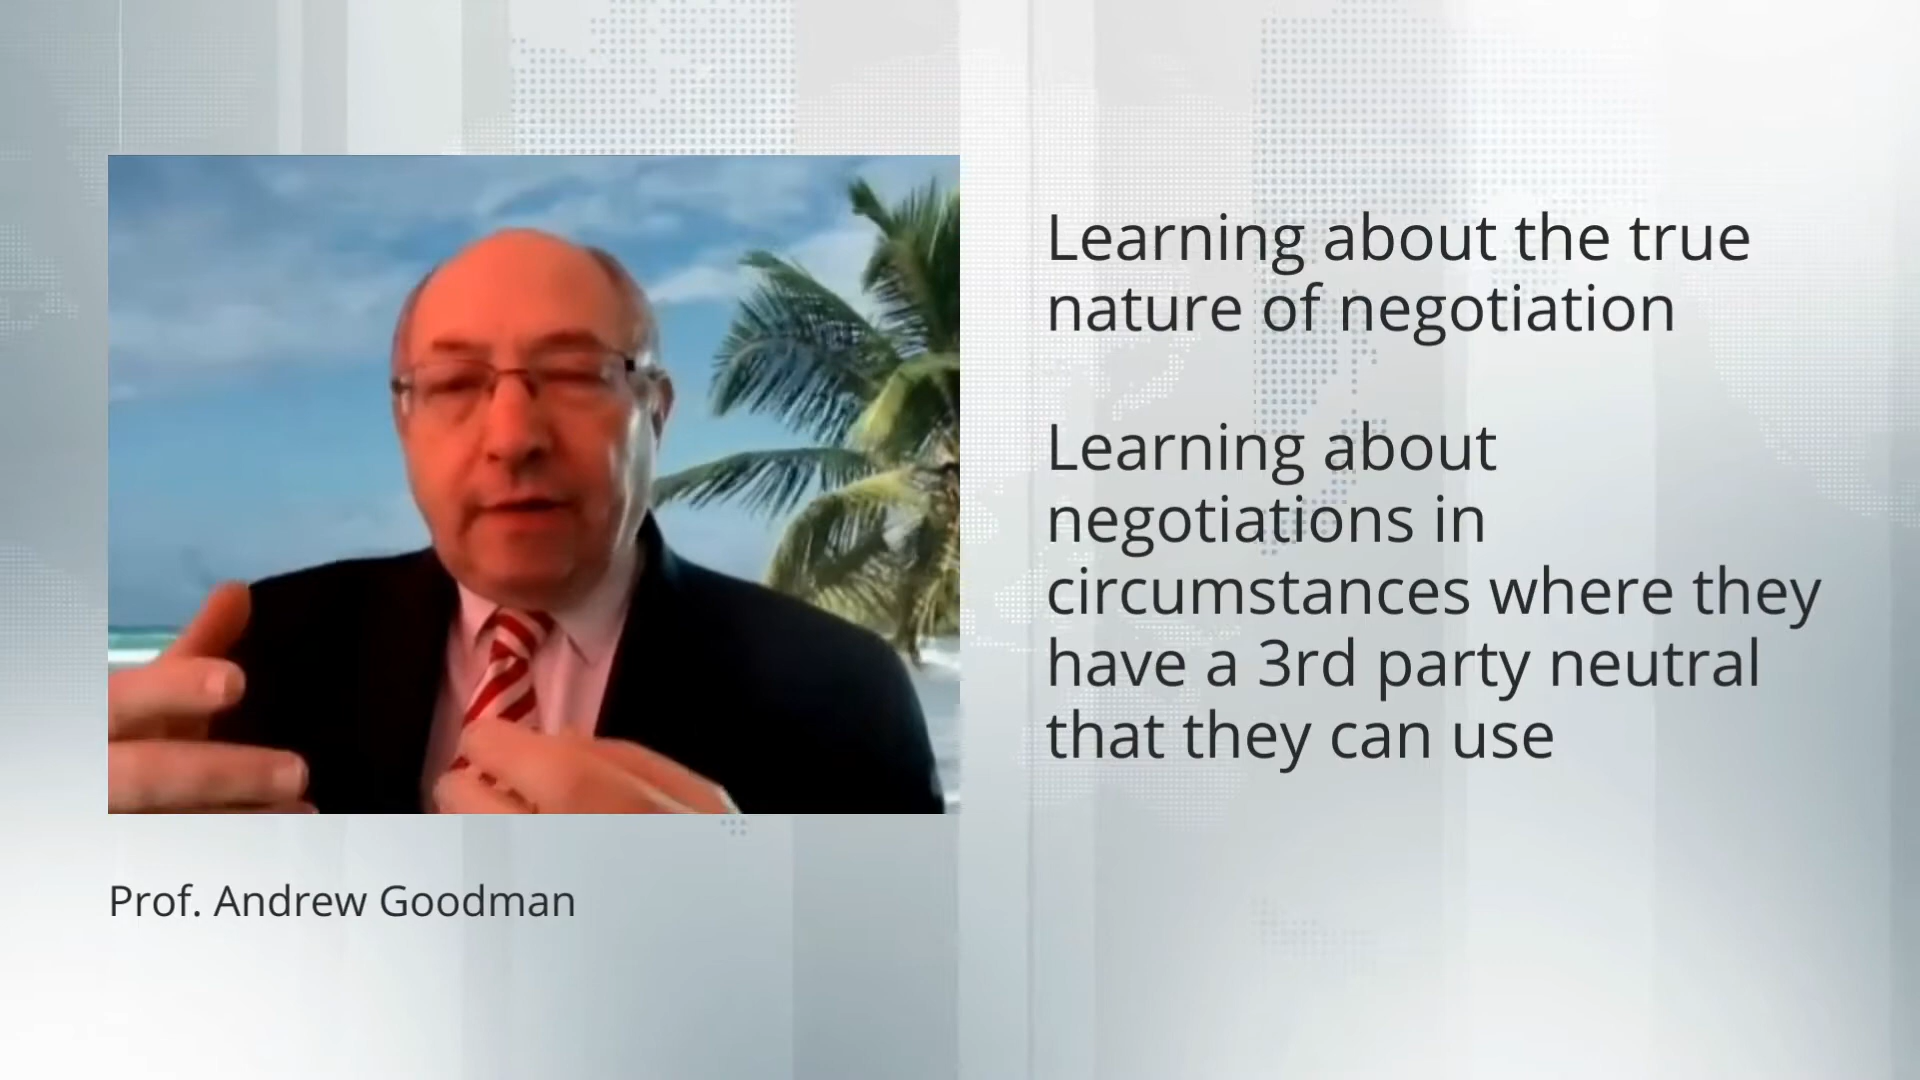 Learning about the true
nature of negotiation
Learning about
negotiations in
circumstances where they
have a 3rd party neutral
that they can use
Prof. Andrew Goodman